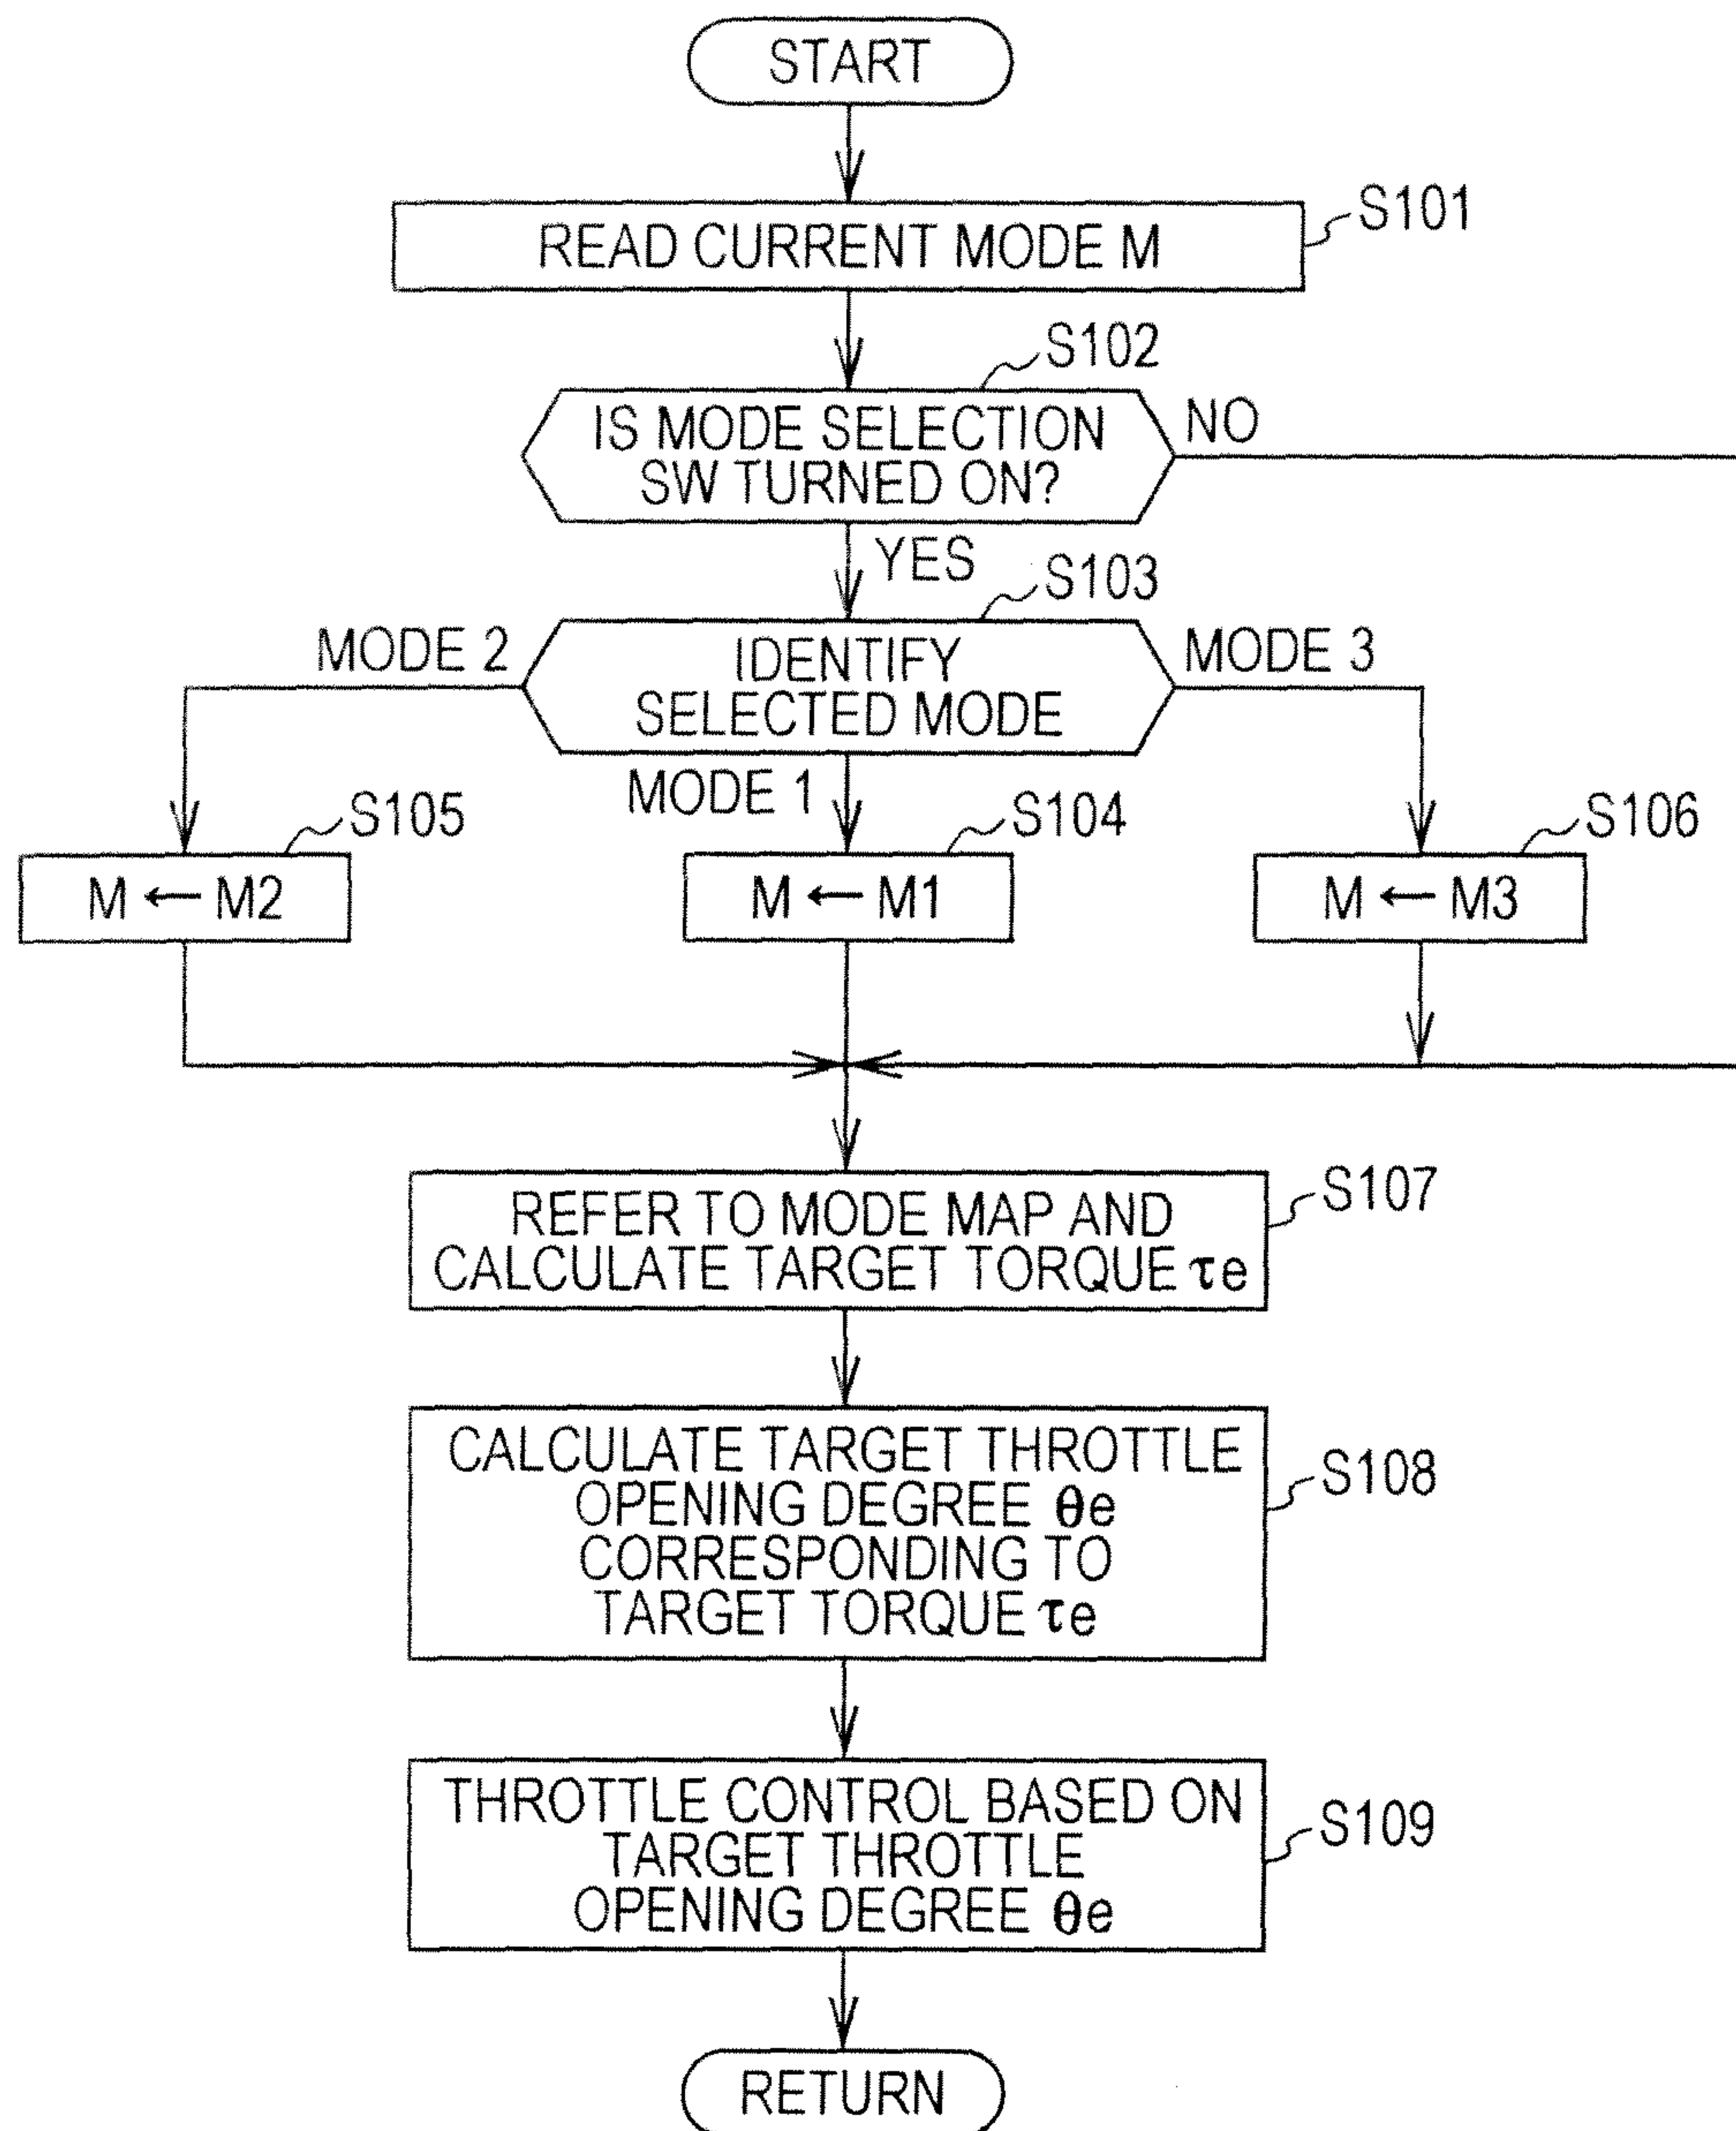 START
READ CURRENT MODE M
S101
S102
IS MODE SELECTION
SW TURNED ON?
NO
YES
S103
MODE 2
IDENTIFY
SELECTED MODE
MODE 3
MODE 1
S105
S104
S106
M ← M2
M ← M1
M ← M3
S107
REFER TO MODE MAP AND
CALCULATE TARGET TORQUE τe
CALCULATE TARGET THROTTLE
OPENING DEGREE θe
CORRESPONDING TO
TARGET TORQUE τe
S108
THROTTLE CONTROL BASED ON
TARGET THROTTLE
OPENING DEGREE θe
S109
RETURN